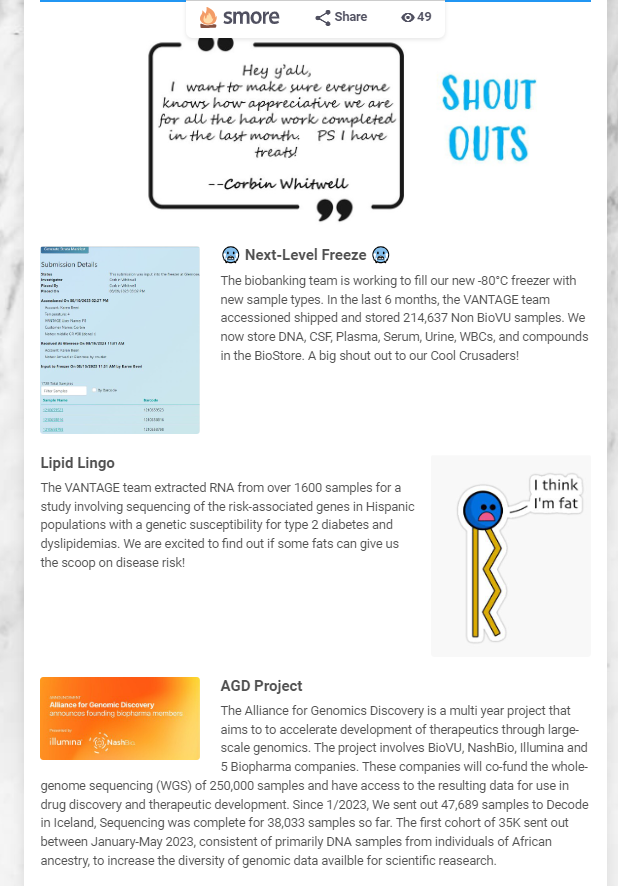 smore
Share
49
Hey y'all,
I want to make sure everyone
knows how appreciative we are
for all the hard work completed
in the last month. PS I have
treats!
--Corbin Whitwell
SHOUT
OUTS
Next-Level Freeze
The biobanking team is working to fill our new -80°C freezer with
new sample types. In the last 6 months, the VANTAGE team
accessioned shipped and stored 214,637 Non BioVU samples. We
now store DNA, CSF, Plasma, Serum, Urine, WBCs, and compounds
in the BioStore. A big shout out to our Cool Crusaders!
Submission Details
Status
Investigator
Placed By
Placed On
Sample Name
Barcode
Lipid Lingo
The VANTAGE team extracted RNA from over 1600 samples for a
study involving sequencing of the risk-associated genes in Hispanic
populations with a genetic susceptibility for type 2 diabetes and
dyslipidemias. We are excited to find out if some fats can give us
the scoop on disease risk!
I think
I'm fat
Alliance for Genomic Discovery
announces founding biopharma members
illumina NashBio
AGD Project
The Alliance for Genomics Discovery is a multi year project that
aims to to accelerate development of therapeutics through large-
scale genomics. The project involves BioVU, NashBio, Illumina and
5 Biopharma companies. These companies will co-fund the whole-
genome sequencing (WGS) of 250,000 samples and have access to the resulting data for use in
drug discovery and therapeutic development. Since 1/2023, We sent out 47,689 samples to Decode
in Iceland, Sequencing was complete for 38,033 samples so far. The first cohort of 35K sent out
between January-May 2023, consistent of primarily DNA samples from individuals of African
ancestry, to increase the diversity of genomic data availble for scientific reasearch.